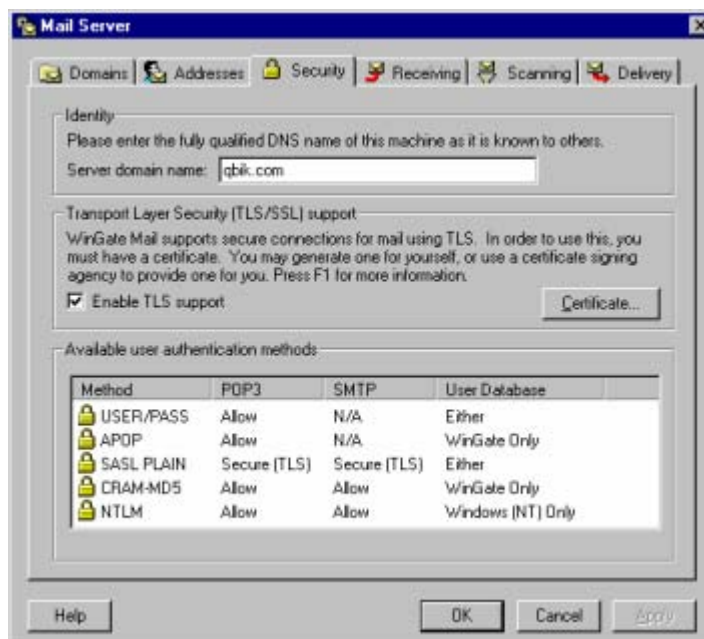 Mail Server
Domains Addresses Security Receiving Scanning Delivery
Identity
Please enter the fully qualified DNS name of this machine as it is known to others.
Server domain name: qbik.com
Transport Layer Security (TLS/SSL) support
WinGate Mail supports secure connections for mail using TLS. In order to use this, you
must have a certificate. You may generate one for yourself, or use a certificate signing
agency to provide one for you. Press F1 for more information.
Enable TLS support Certificate...
Available user authentication methods
Method POP3 SMTP User Database
USER/PASS Allow N/A Either
APOP Allow N/A WinGate Only
SASL PLAIN Secure (TLS) Secure (TLS) Either
CRAM-MD5 Allow Allow WinGate Only
NTLM Allow Allow Windows (NT) Only
Help OK Cancel Apply